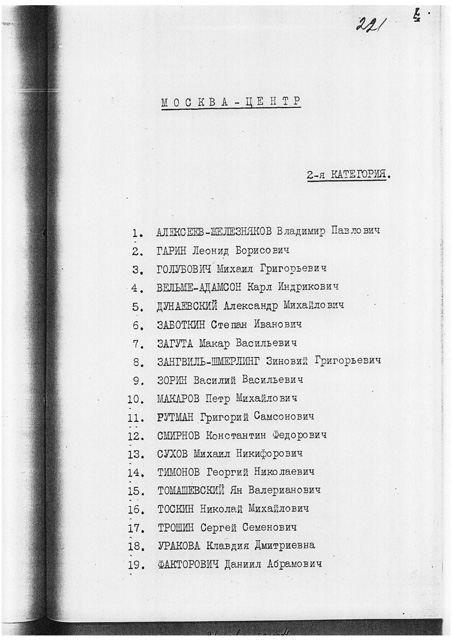 221
МОСКВА-ЦЕНТР
2-я КАТЕГОРИЯ.
1. АЛЕКСЕЕВ-ЖЕЛЕЗНЯКОВ Владимир Павлович
2. ГАРИН Леонид Борисович
3. ГОЛУБОВИЧ Михаил Григорьевич
4. ВЕЛЬМЕ-АДАМСОН Карл Индрикович
5. ДУНАЕВСКИЙ Александр Михайлович
6. ЗАБОТКИН Степан Иванович
7. ЗАГУТА Макар Васильевич
8. ЗАНГВИЛЬ-ШМЕРЛИНГ Зиновий Григорьевич
9. ЗОРИН Василий Васильевич
10. МАКАРОВ Петр Михайлович
11. РУТМАН Григорий Самсонович
12. СМИРНОВ Константин Федорович
13. СУХОВ Михаил Никифорович
14. ТИМОНОВ Георгий Николаевич
15. ТОМАШЕВСКИЙ Ян Валерианович
16. ТОСКИН Николай Михайлович
17. ТРОШИН Сергей Семенович
18. УРАКОВА Клавдия Дмитриевна
19. ФАКТОРОВИЧ Даниил Абрамович